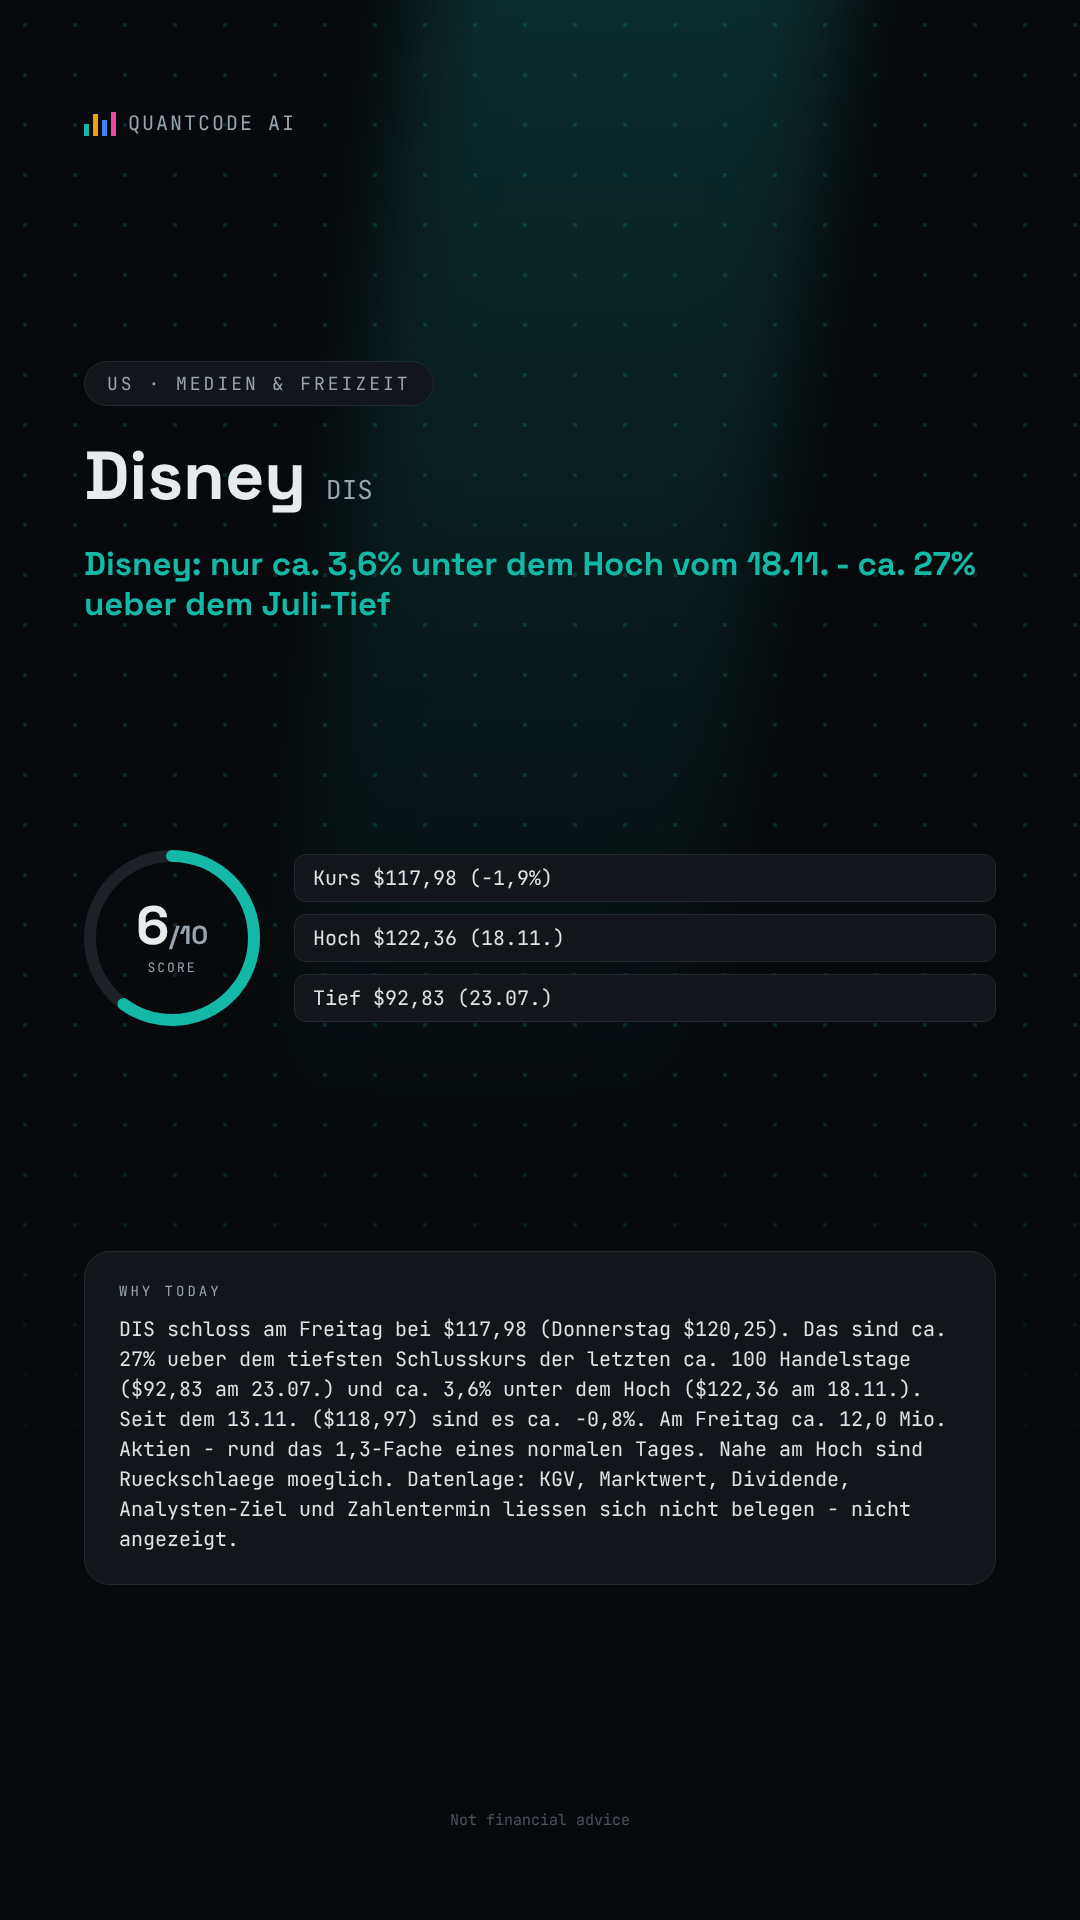 QUANTCODE AI
US · MEDIEN & FREIZEIT
Disney DIS
Disney: nur ca. 3,6% unter dem Hoch vom 18.11. - ca. 27%
ueber dem Juli-Tief
6/10
SCORE
Kurs $117,98 (-1,9%)
Hoch $122,36 (18.11.)
Tief $92,83 (23.07.)
WHY TODAY
DIS schloss am Freitag bei $117,98 (Donnerstag $120,25). Das sind ca.
27% ueber dem tiefsten Schlusskurs der letzten ca. 100 Handelstage
($92,83 am 23.07.) und ca. 3,6% unter dem Hoch ($122,36 am 18.11.).
Seit dem 13.11. ($118,97) sind es ca. -0,8%. Am Freitag ca. 12,0 Mio.
Aktien - rund das 1,3-Fache eines normalen Tages. Nahe am Hoch sind
Rueckschlaege moeglich. Datenlage: KGV, Marktwert, Dividende,
Analysten-Ziel und Zahlentermin liessen sich nicht belegen - nicht
angezeigt.
Not financial advice